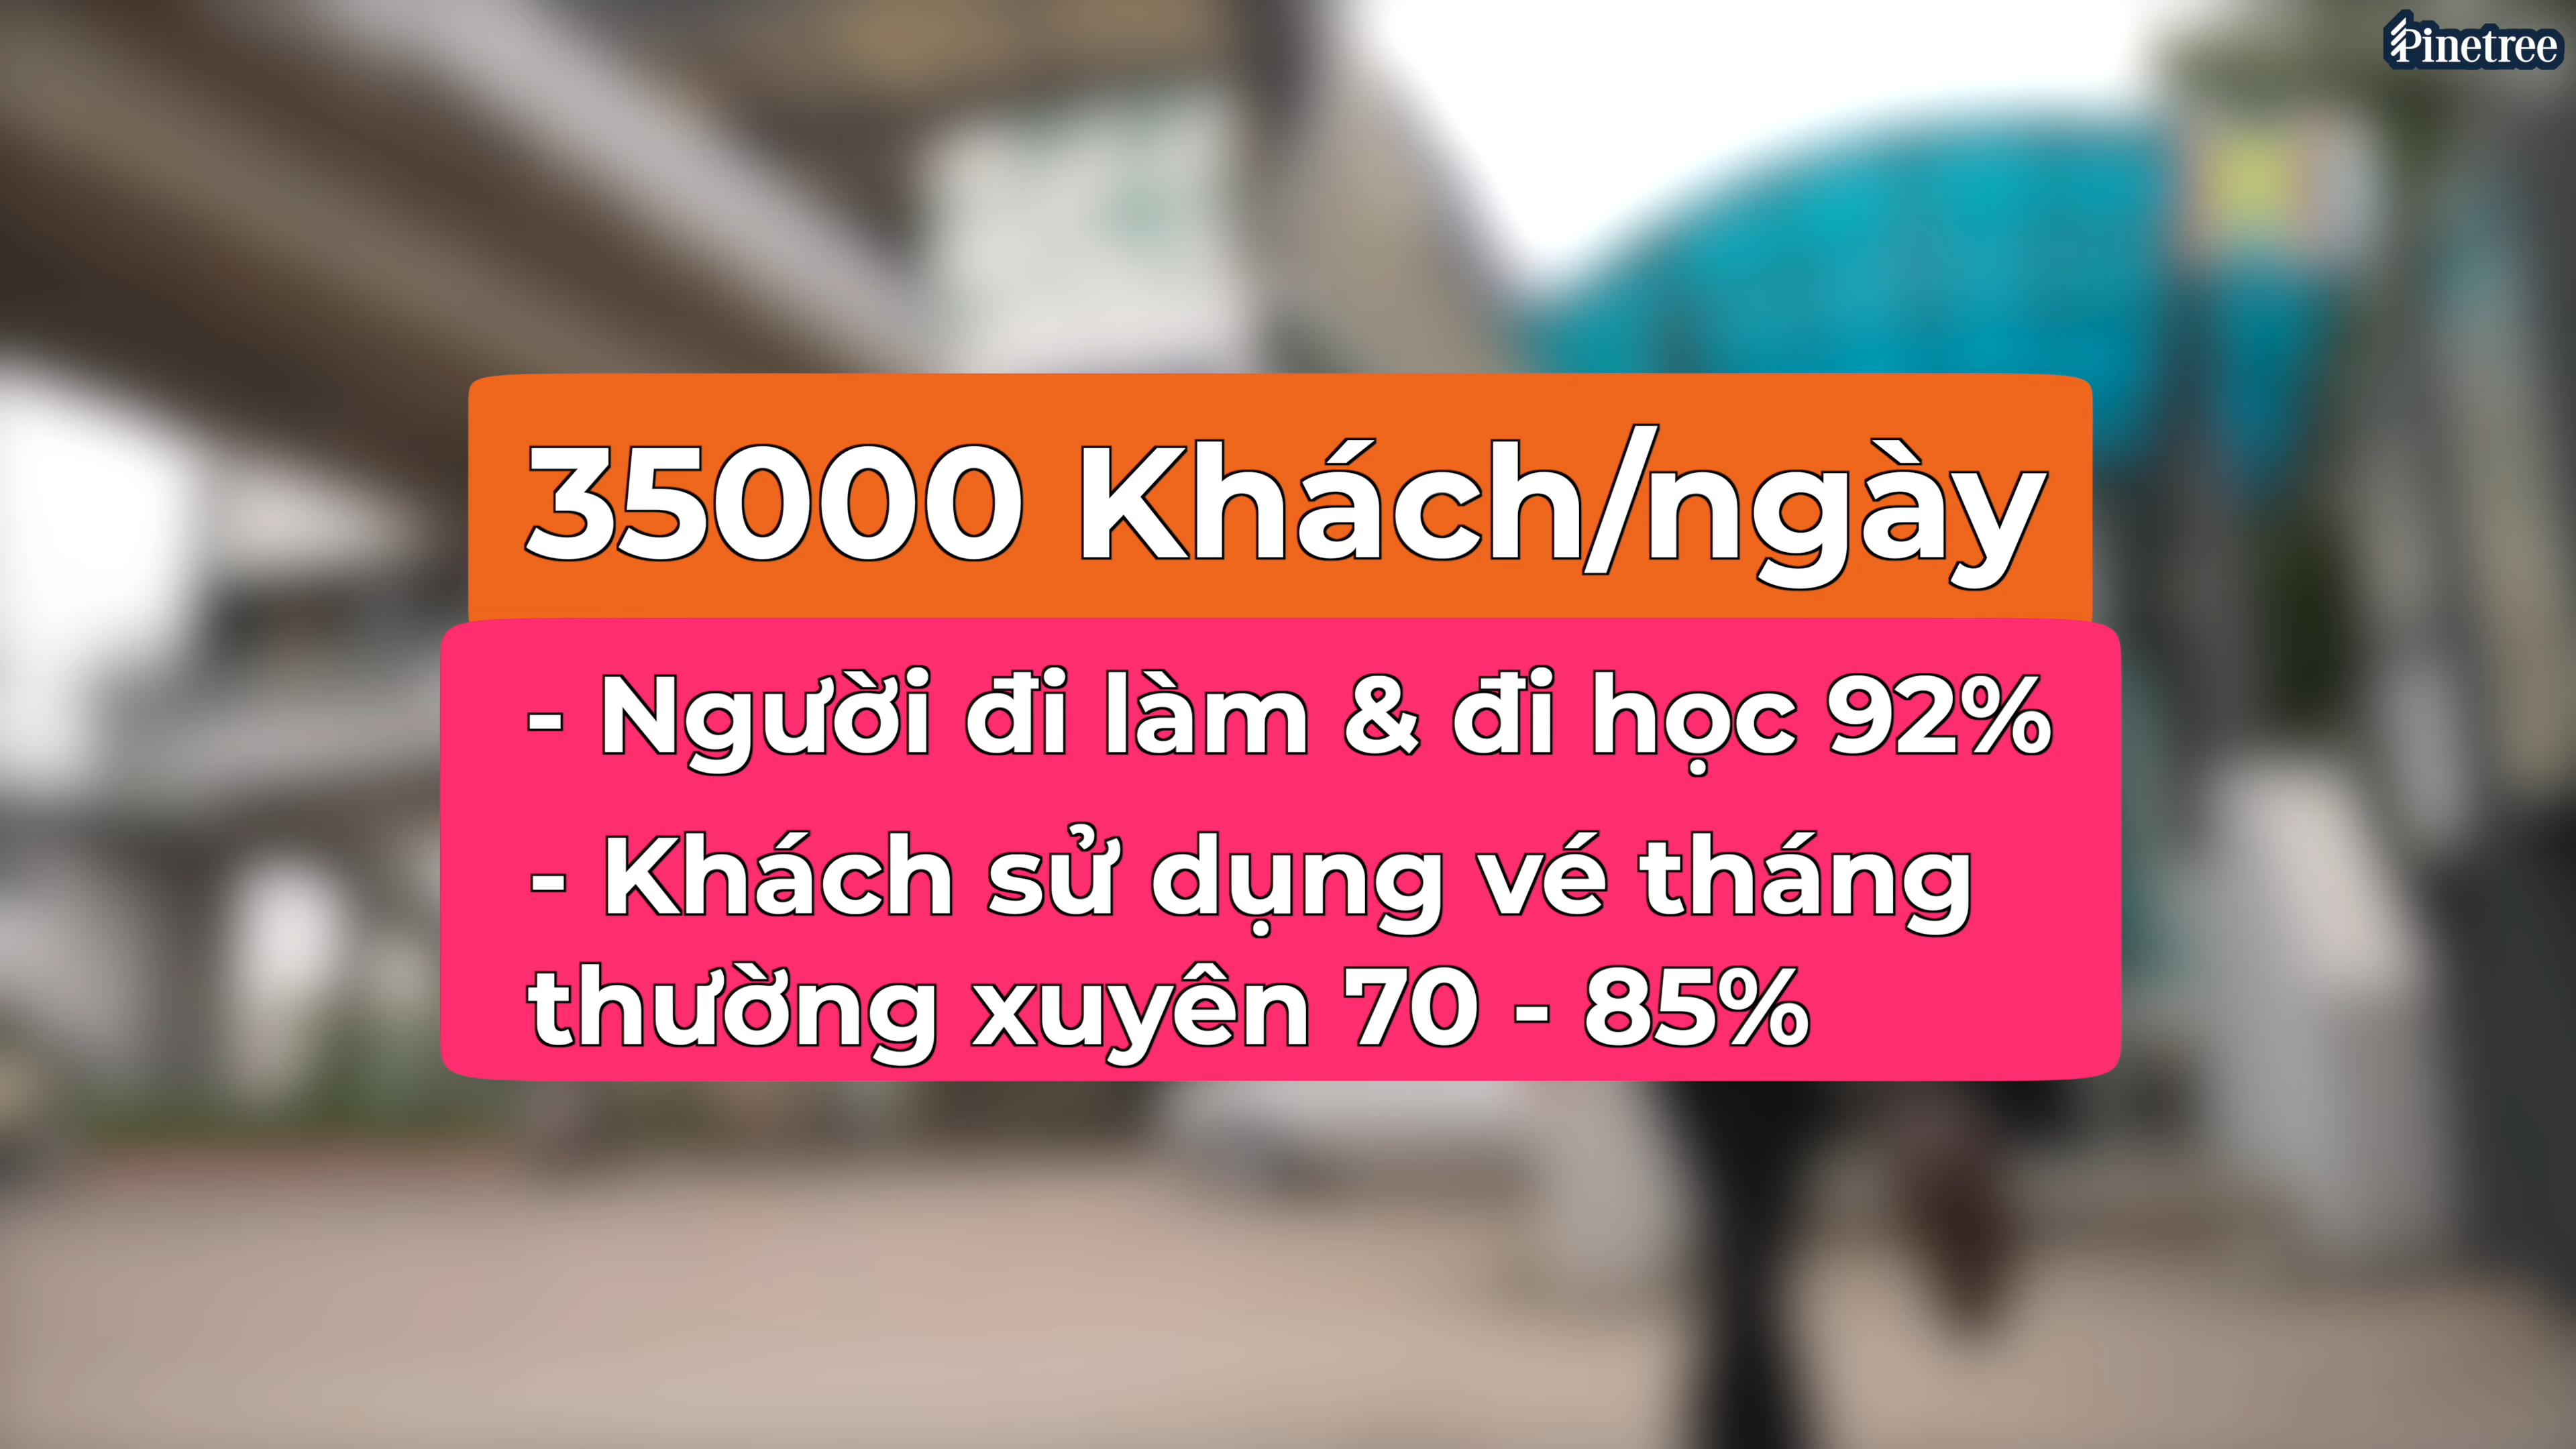 Pinetree
35000 Khách/ngày
- Người đi làm & đi học 92%
- Khách sử dụng vé tháng
thường xuyên 70 - 85%